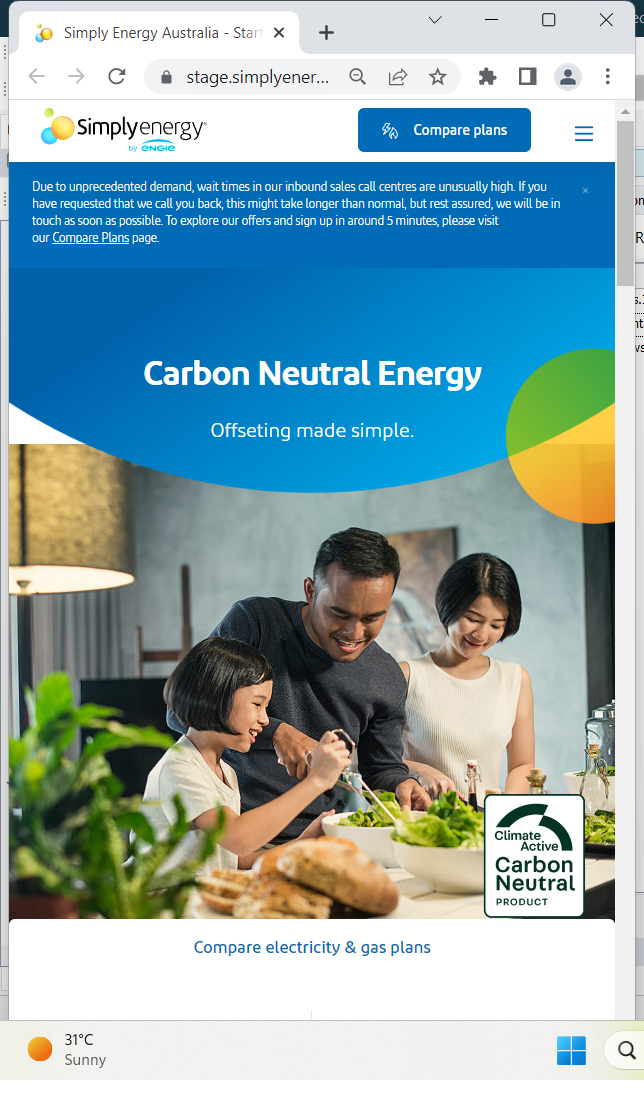 Simply Energy Australia - Start
stage.simplyener...
Simplyenergy
by ENGIE
Compare plans
Due to unprecedented demand, wait times in our inbound sales call centres are unusually high. If you
have requested that we call you back, this might take longer than normal, but rest assured, we will be in
touch as soon as possible. To explore our offers and sign up in around 5 minutes, please visit
our Compare Plans page.
Carbon Neutral Energy
Offseting made simple.
Climate
Active
Carbon
Neutral
PRODUCT
Compare electricity & gas plans
31°C
Sunny